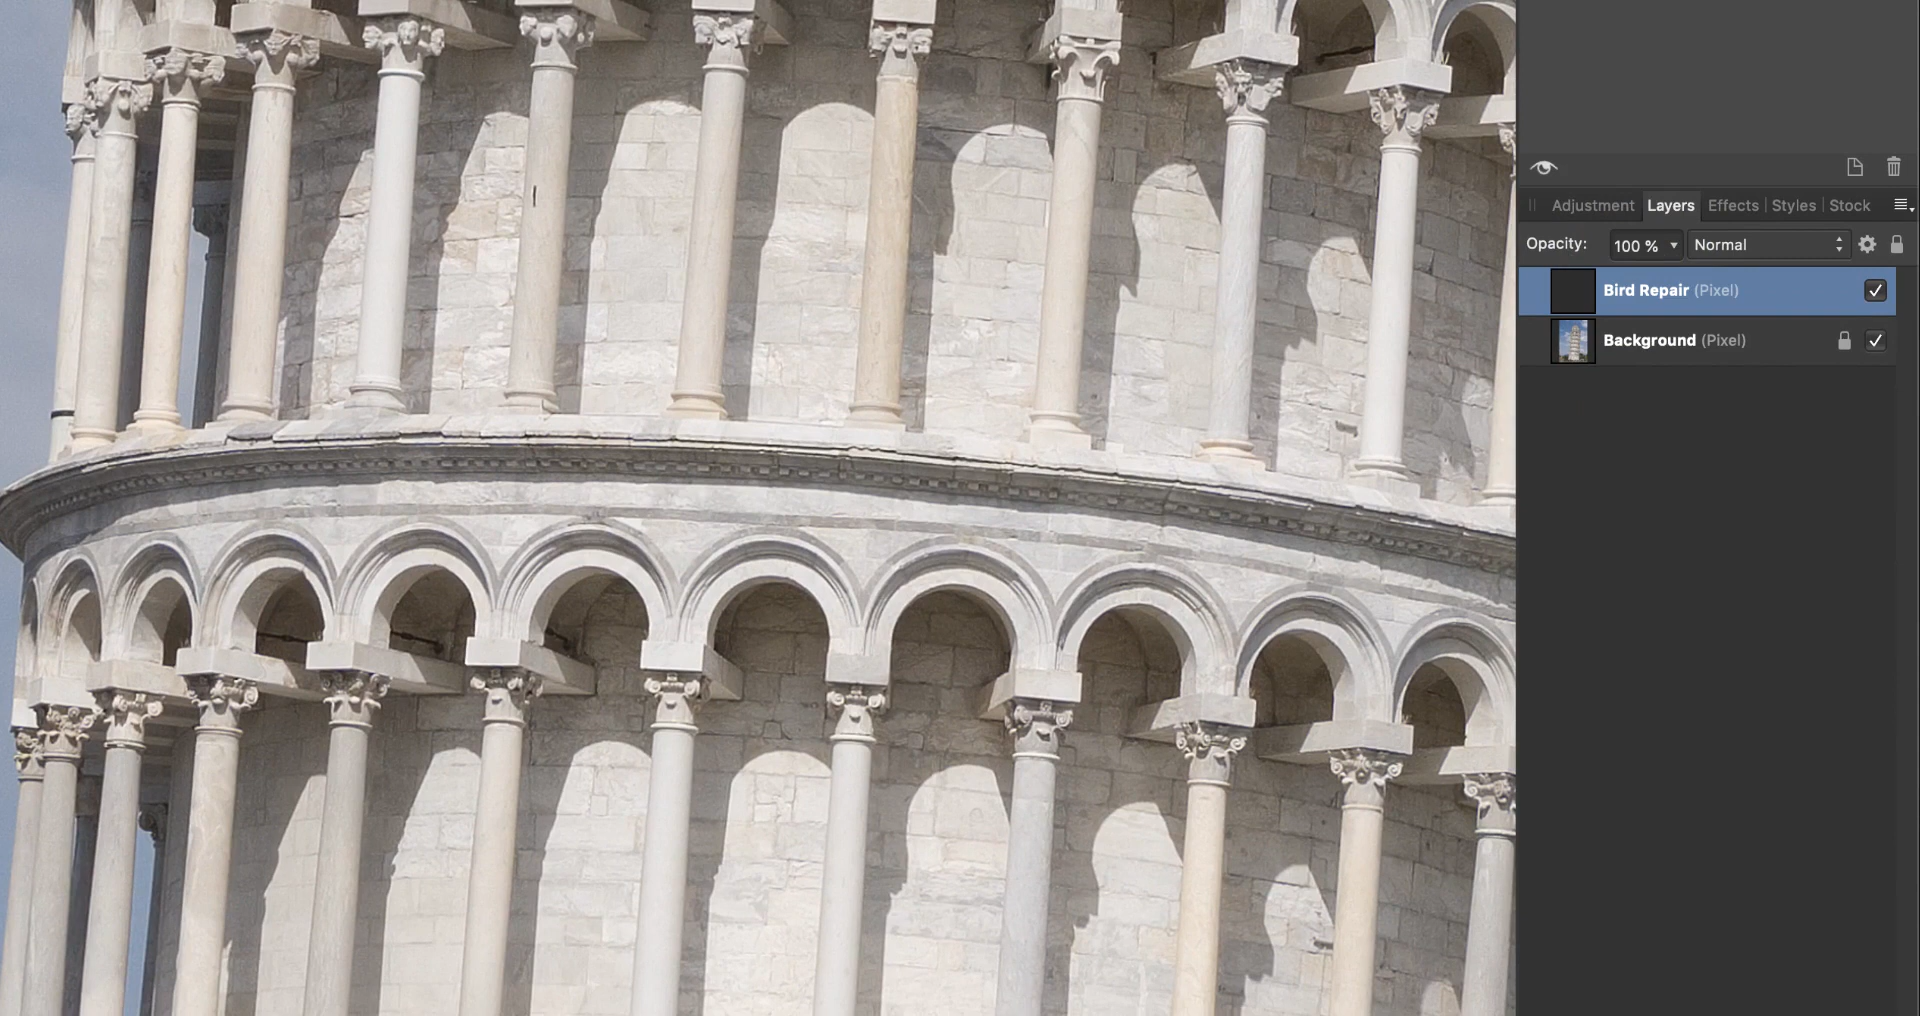 Adjustment Layers Effects Styles Stock
Opacity: 100 % Normal
Bird Repair (Pixel)
Background (Pixel)